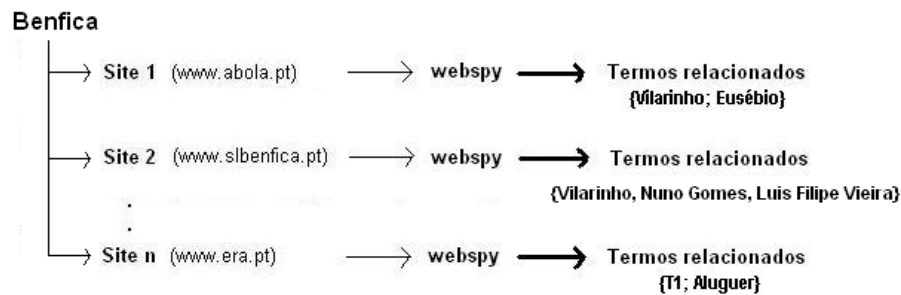 Benfica
Site 1 (www.abola.pt) webspy Termos relacionados
{Vilarinho; Eusébio}
Site 2 (www.slbenfica.pt) webspy Termos relacionados
{Vilarinho, Nuno Gomes, Luis Filipe Vieira}
.
.
Site n (www.era.pt) webspy Termos relacionados
{T1; Aluguer}